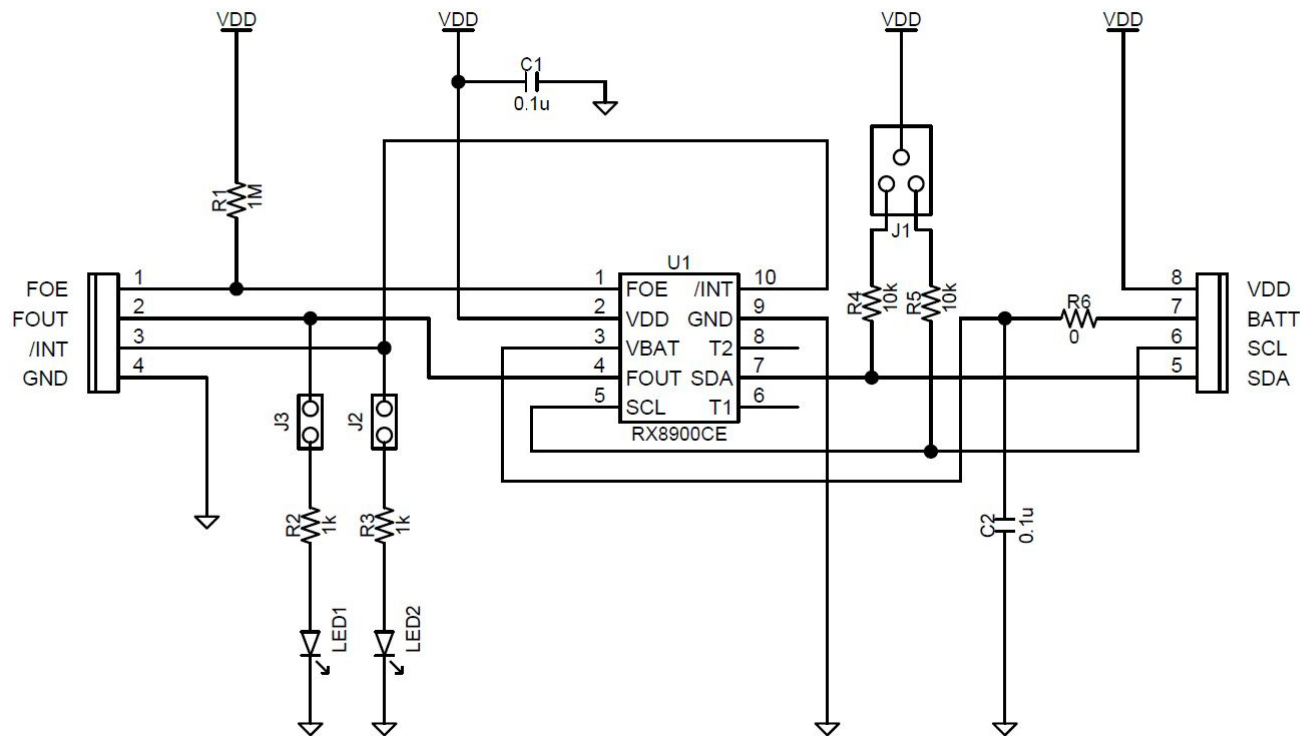 VDD
VDD
VDD
VDD
C1
0.1u
R1
1M
J1
U1
FOE 1
FOUT 2
/INT 3
GND 4
1 FOE /INT 10
2 VDD GND 9
3 VBAT T2 8
4 FOUT SDA 7
5 SCL T1 6
RX8900CE
R4
10k
R5
10k
R6
0
8 VDD
7 BATT
6 SCL
5 SDA
J3
J2
R2
1k
R3
1k
C2
0.1u
LED1
LED2